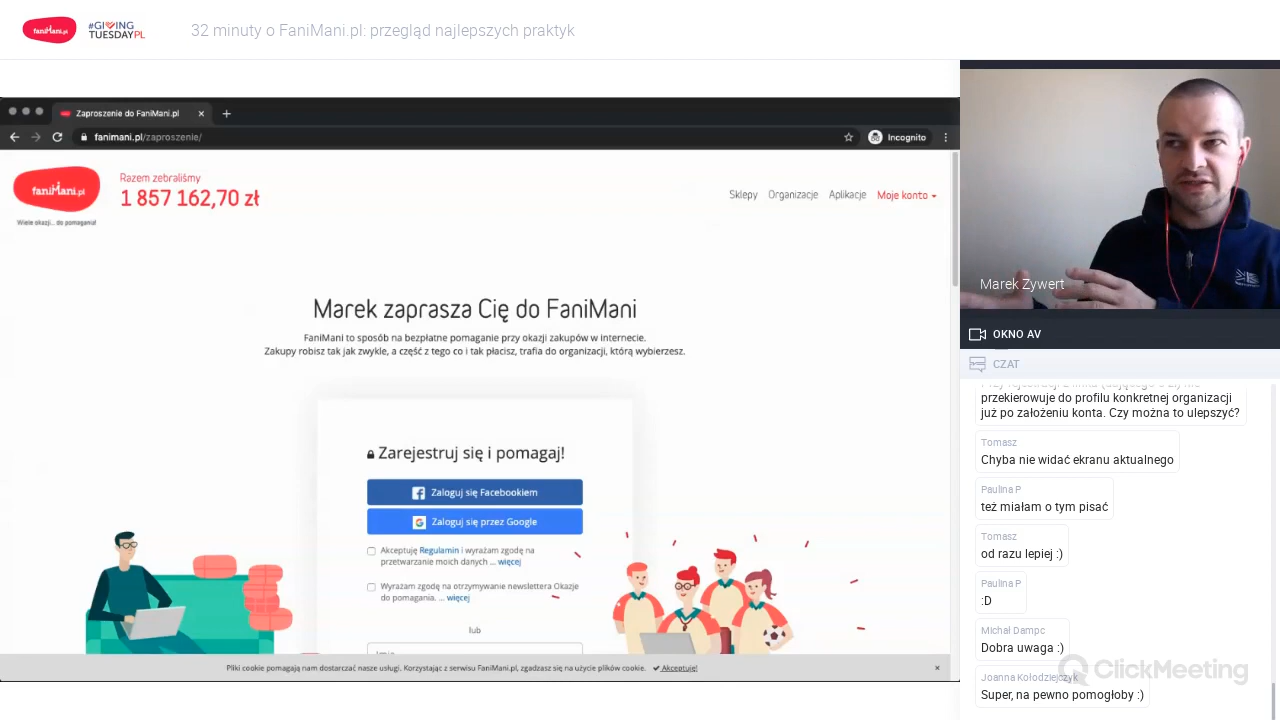 faniMani.pl
#GIVING
TUESDAYPL
32 minuty o FaniMani.pl: przegląd najlepszych praktyk
Zaproszenie do FaniMani.pl
fanimani.pl/zaproszenie/
Incognito
faniMani.pl
Wiele okazji... do pomagania!
Razem zebraliśmy
1 857 162,70 zł
Sklepy
Organizacje
Aplikacje
Moje konto
Marek zaprasza Cię do FaniMani
FaniMani to sposób na bezpłatne pomaganie przy okazji zakupów w internecie.
Zakupy robisz tak jak zwykle, a część z tego co i tak płacisz, trafia do organizacji, którą wybierzesz.
Zarejestruj się i pomagaj!
Zaloguj się Facebookiem
Zaloguj się przez Google
Akceptuję Regulamin i wyrażam zgodę na
przetwarzanie moich danych ... więcej
Wyrażam zgodę na otrzymywanie newslettera Okazje
do pomagania. ... więcej
lub
Pliki cookie pomagają nam dostarczać nasze usługi. Korzystając z serwisu FaniMani.pl, zgadzasz się na użycie plików cookie.
Akceptuję!
Marek Zywert
OKNO AV
CZAT
przekierowuje do profilu konkretnej organizacji
już po założeniu konta. Czy można to ulepszyć?
Tomasz
Chyba nie widać ekranu aktualnego
Paulina P
też miałam o tym pisać
Tomasz
od razu lepiej :)
Paulina P
:D
Michał Dampc
Dobra uwaga :)
Joanna Kołodziejczyk
Super, na pewno pomogłoby :)
ClickMeeting